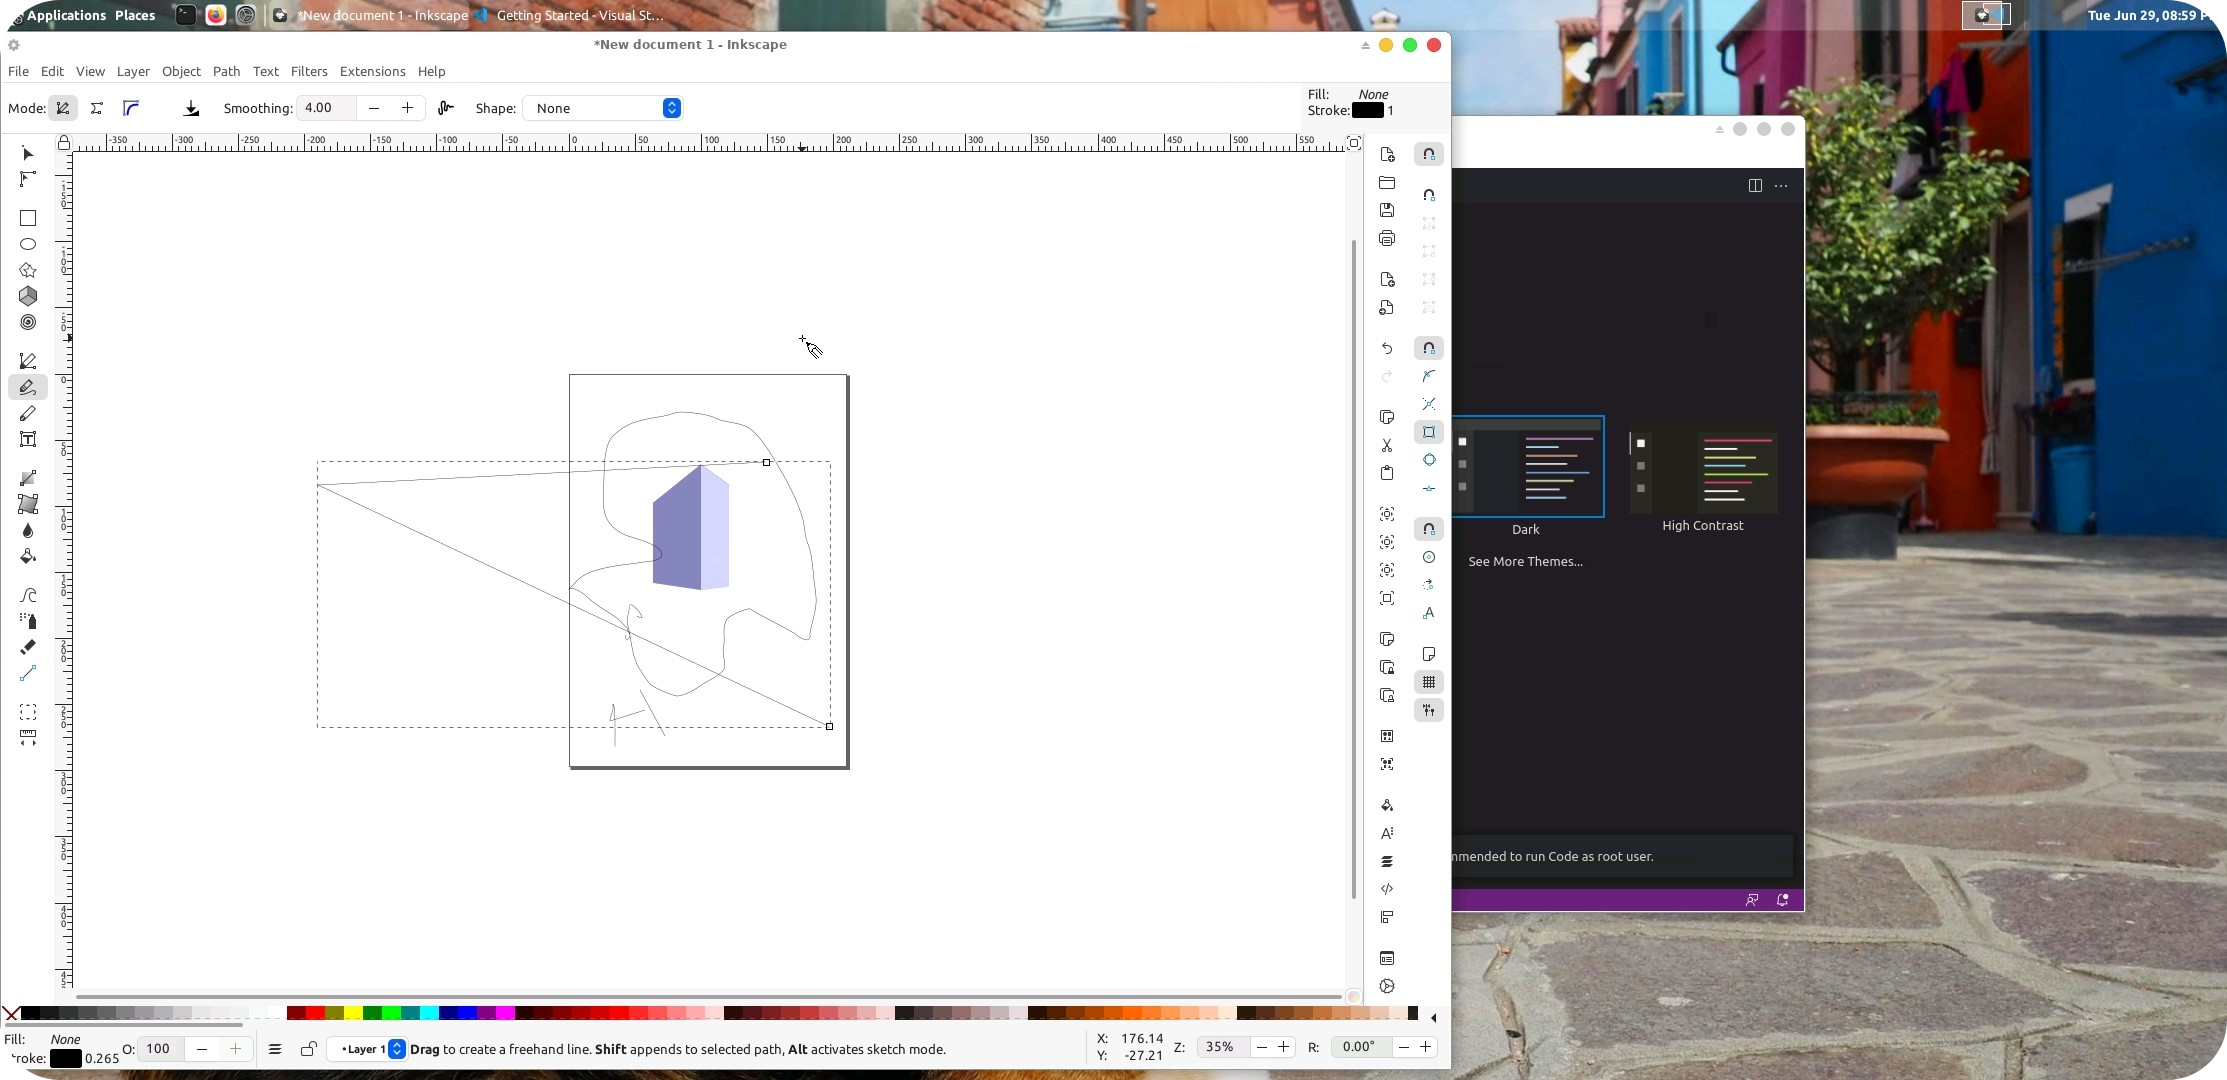 Applications Places *New document 1 - Inkscape Getting Started - Visual St... Tue Jun 29, 08:59
*New document 1 - Inkscape
File Edit View Layer Object Path Text Filters Extensions Help
Mode: Smoothing: 4.00 Shape: None
Fill: None
Stroke: 1
-350 -300 -250 -200 -150 -100 -50 0 50 100 150 200 250 300 350 400 450 500 550
Dark
High Contrast
See More Themes...
mmended to run Code as root user.
Fill: None
Stroke: 0.265
O: 100
•Layer 1
Drag to create a freehand line. Shift appends to selected path, Alt activates sketch mode.
X: 176.14
Y: -27.21
Z: 35%
R: 0.00°